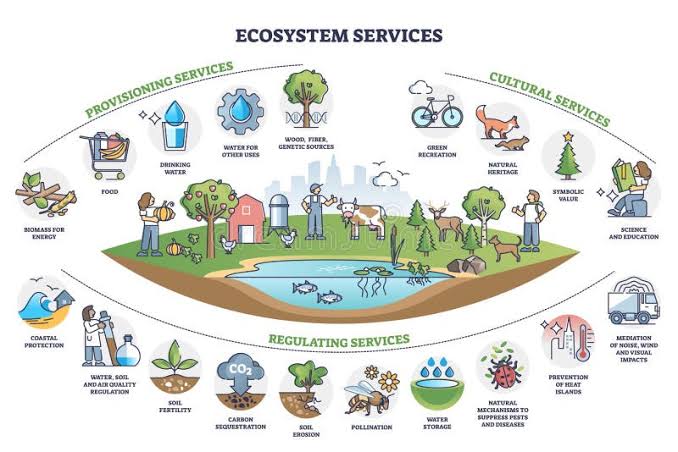 ECOSYSTEM SERVICES
PROVISIONING SERVICES
BIOMASS FOR
ENERGY
FOOD
DRINKING
WATER
WATER FOR
OTHER USES
WOOD, FIBER,
GENETIC SOURCES
CULTURAL SERVICES
GREEN
RECREATION
NATURAL
HERITAGE
SYMBOLIC
VALUE
SCIENCE
AND EDUCATION
REGULATING SERVICES
COASTAL
PROTECTION
WATER, SOIL
AND AIR QUALITY
REGULATION
SOIL
FERTILITY
CO2
CARBON
SEQUESTRATION
SOIL
EROSION
POLLINATION
WATER
STORAGE
NATURAL
MECHANISMS TO
SUPPRESS PESTS
AND DISEASES
PREVENTION
OF HEAT
ISLANDS
MEDIATION
OF NOISE, WIND
AND VISUAL
IMPACTS